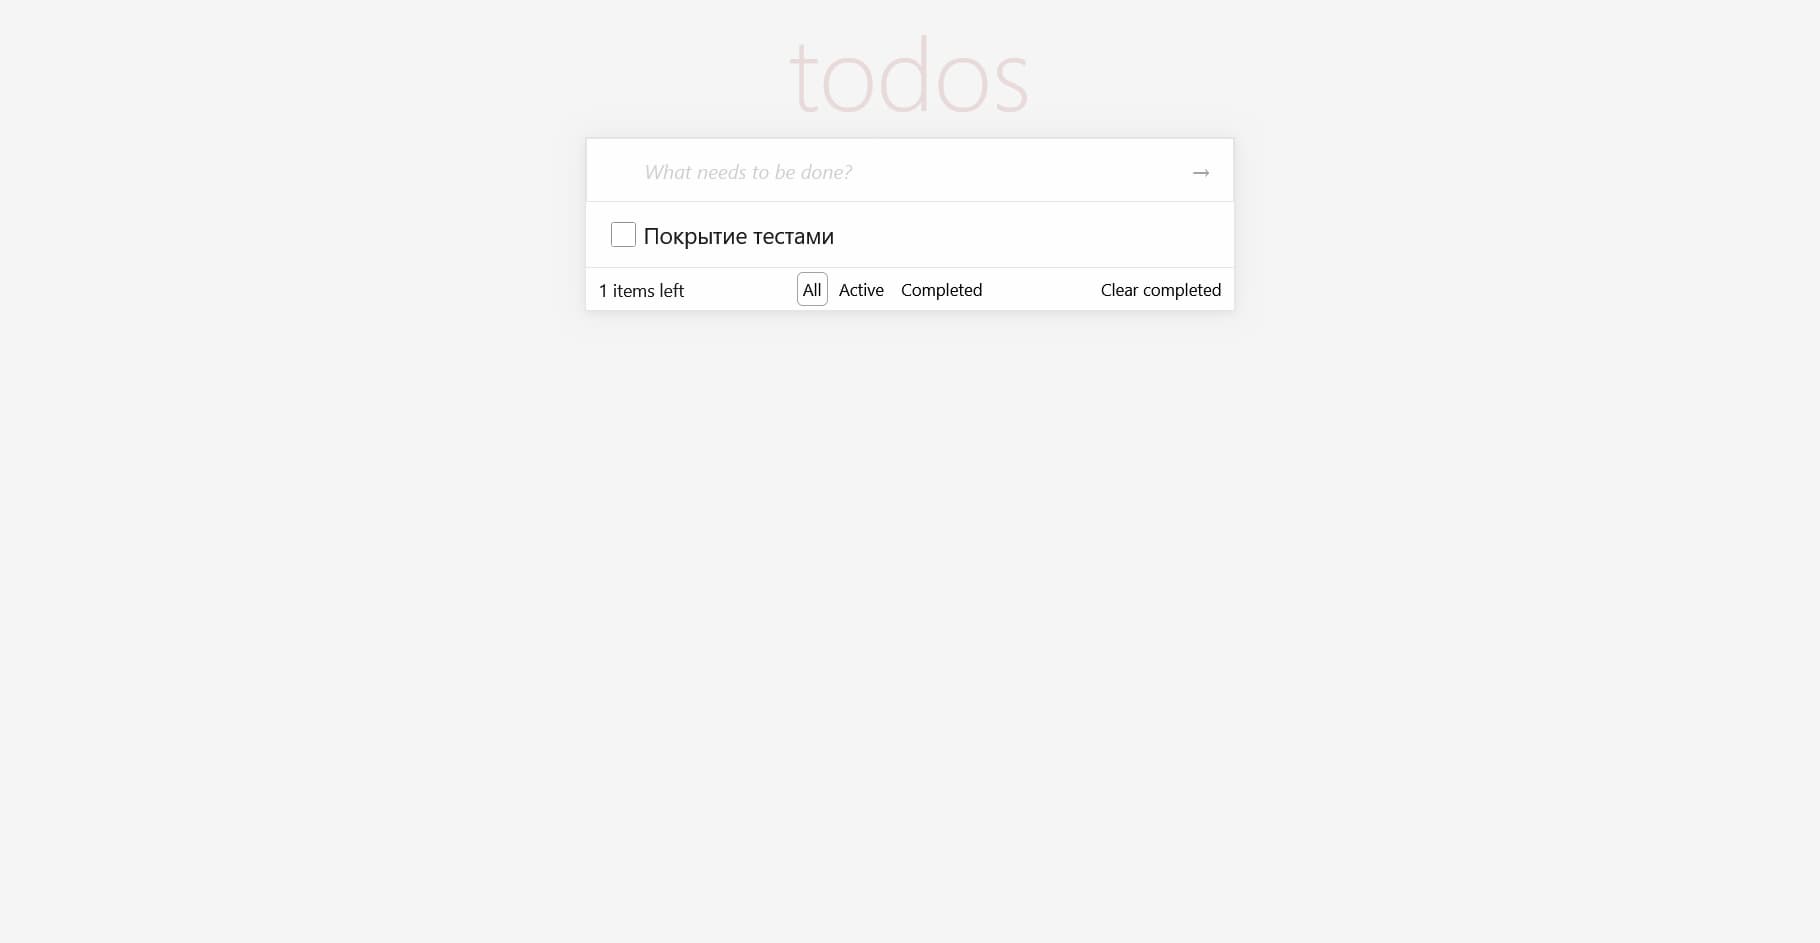 todos
What needs to be done? →
Покрытие тестами
1 items left All Active Completed Clear completed